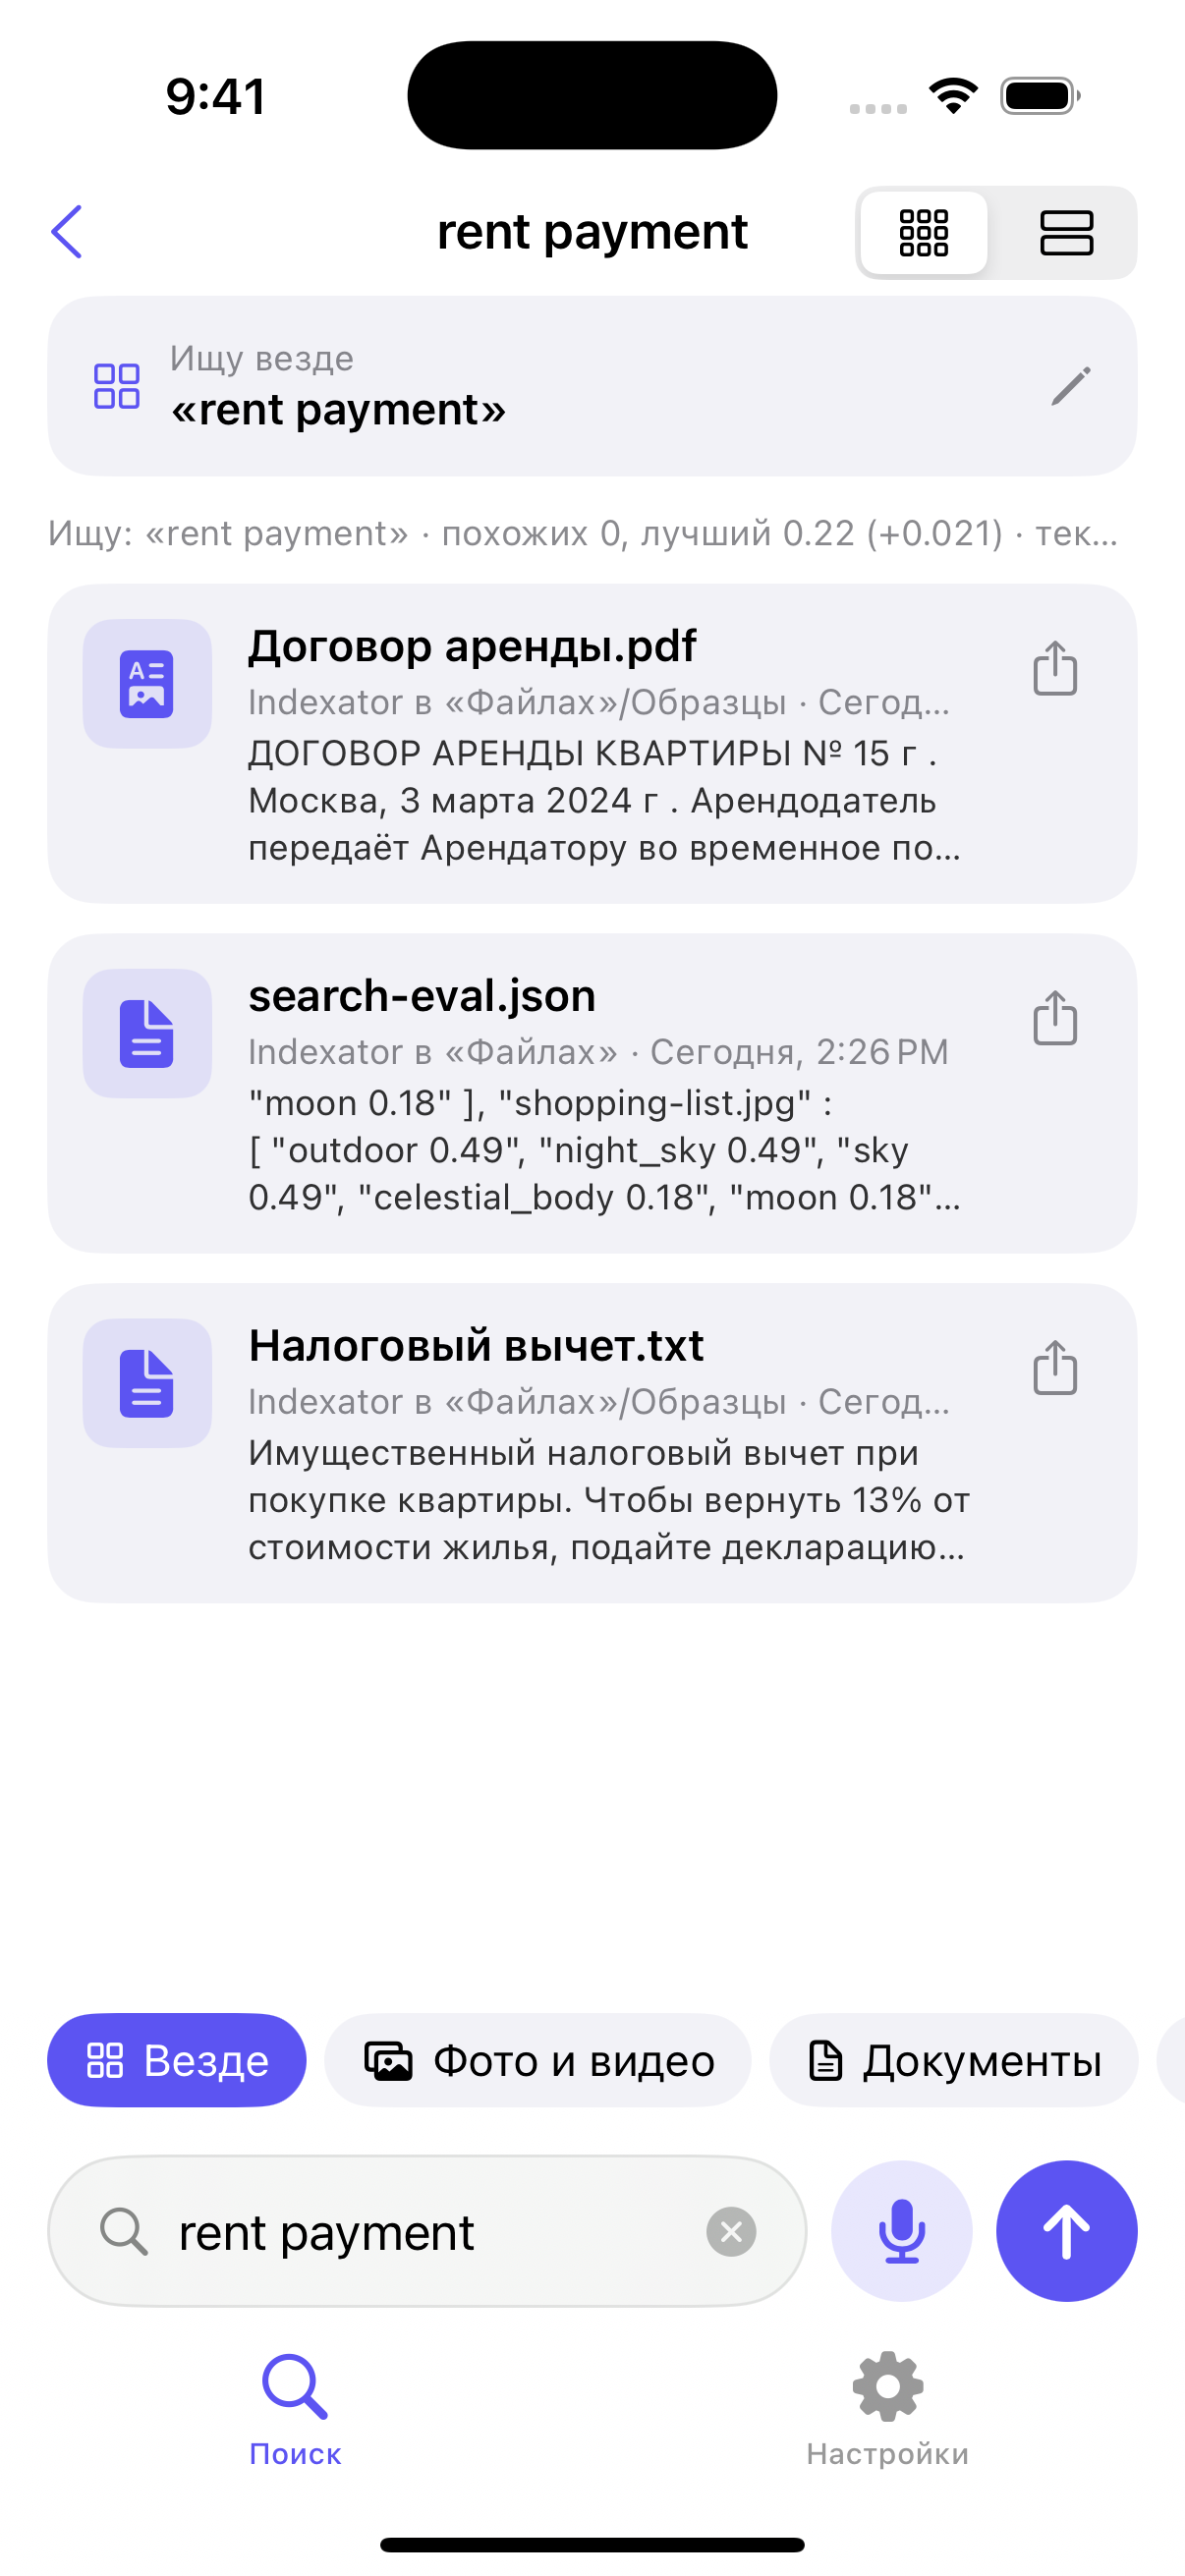 9:41
rent payment
Ищу везде
«rent payment»
Ищу: «rent payment» · похожих 0, лучший 0.22 (+0.021) · тек...
Договор аренды.pdf
Indexator в «Файлах»/Образцы · Сегод...
ДОГОВОР АРЕНДЫ КВАРТИРЫ № 15 г .
Москва, 3 марта 2024 г . Арендодатель
передаёт Арендатору во временное по...
search-eval.json
Indexator в «Файлах» · Сегодня, 2:26 PM
"moon 0.18" ], "shopping-list.jpg" :
[ "outdoor 0.49", "night_sky 0.49", "sky
0.49", "celestial_body 0.18", "moon 0.18"...
Налоговый вычет.txt
Indexator в «Файлах»/Образцы · Сегод...
Имущественный налоговый вычет при
покупке квартиры. Чтобы вернуть 13% от
стоимости жилья, подайте декларацию...
Везде
Фото и видео
Документы
rent payment
Поиск
Настройки